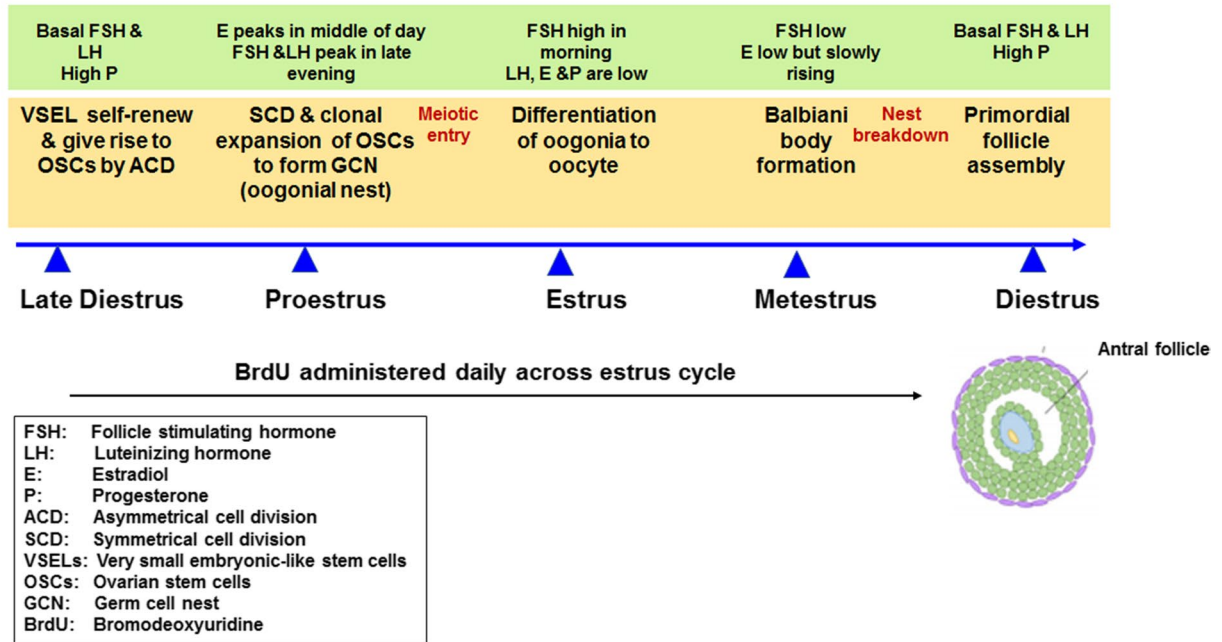 Basal FSH &
LH
High P
E peaks in middle of day
FSH &LH peak in late
evening
FSH high in
morning
LH, E &P are low
FSH low
E low but slowly
rising
Basal FSH & LH
High P
VSEL self-renew
& give rise to
OSCs by ACD
SCD & clonal
expansion of OSCs
to form GCN
(oogonial nest)
Meiotic
entry
Differentiation
of oogonia to
oocyte
Balbiani
body
formation
Nest
breakdown
Primordial
follicle
assembly
Late Diestrus
Proestrus
Estrus
Metestrus
Diestrus
BrdU administered daily across estrus cycle
Antral follicle
FSH: Follicle stimulating hormone
LH: Luteinizing hormone
E: Estradiol
P: Progesterone
ACD: Asymmetrical cell division
SCD: Symmetrical cell division
VSELs: Very small embryonic-like stem cells
OSCs: Ovarian stem cells
GCN: Germ cell nest
BrdU: Bromodeoxyuridine